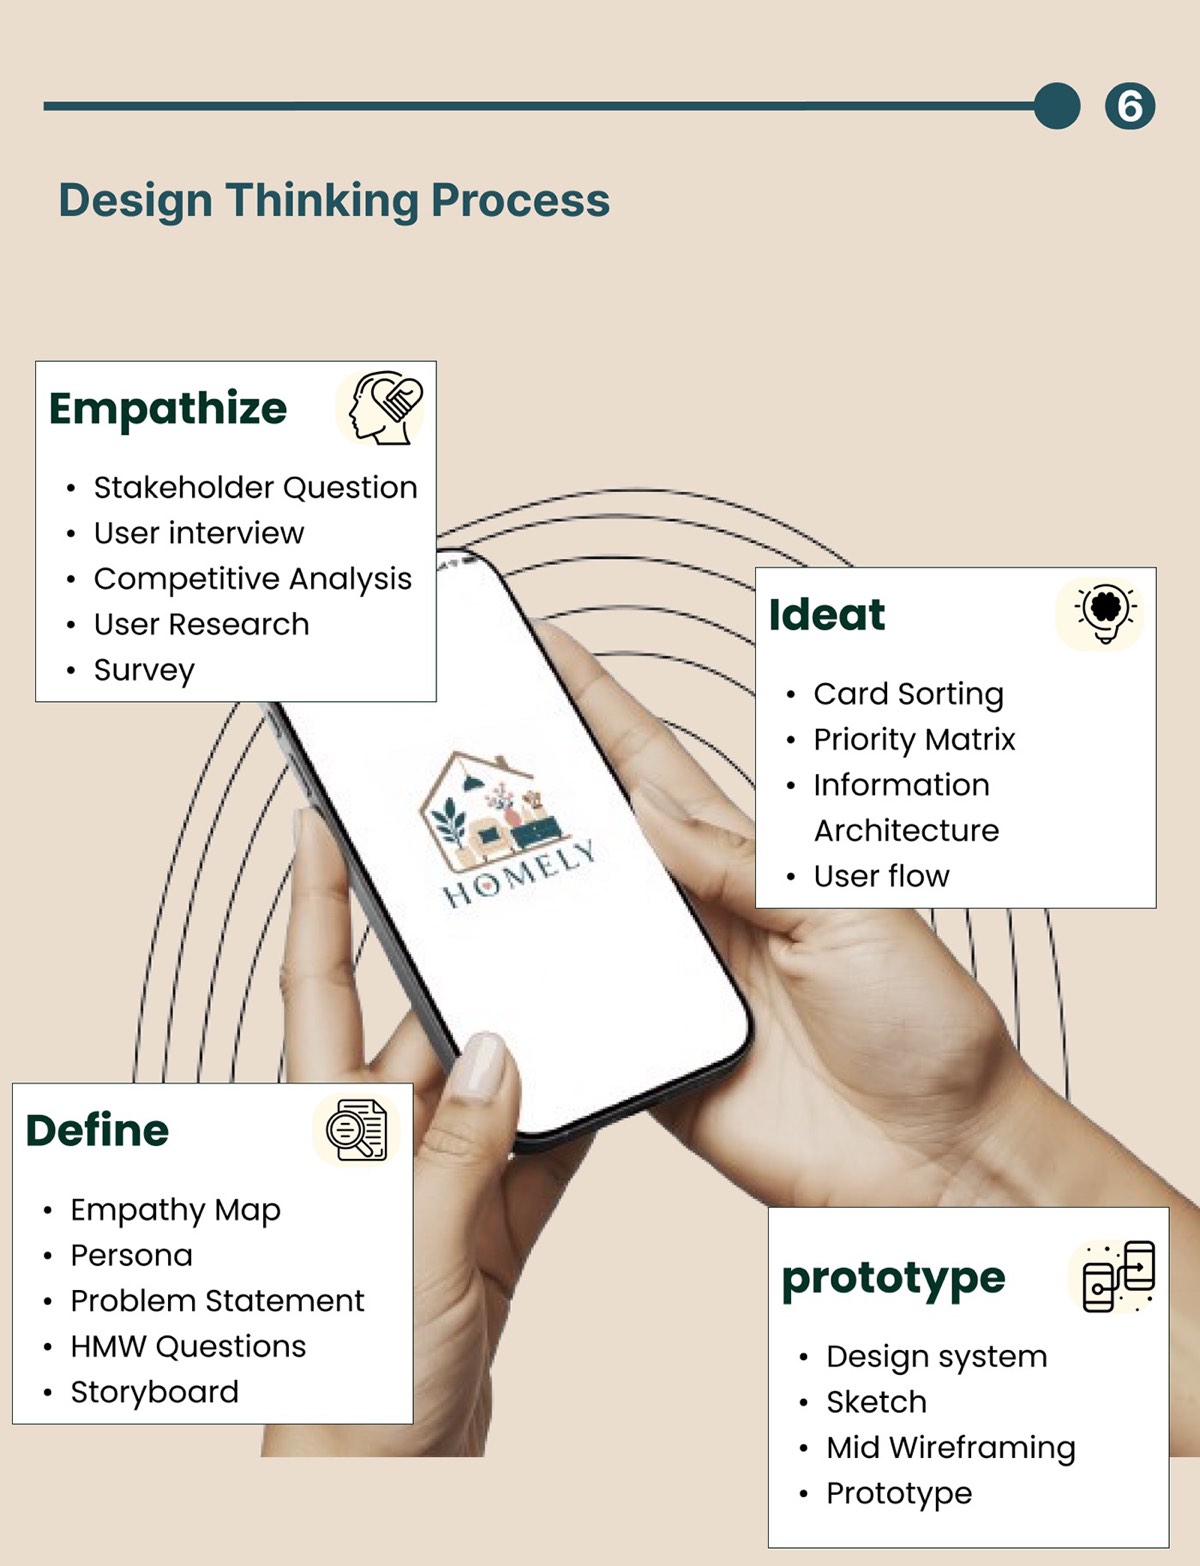 6
Design Thinking Process
Empathize
• Stakeholder Question
• User interview
• Competitive Analysis
• User Research
• Survey
Ideat
• Card Sorting
• Priority Matrix
• Information
Architecture
• User flow
HOMELY
Define
• Empathy Map
• Persona
• Problem Statement
• HMW Questions
• Storyboard
prototype
• Design system
• Sketch
• Mid Wireframing
• Prototype